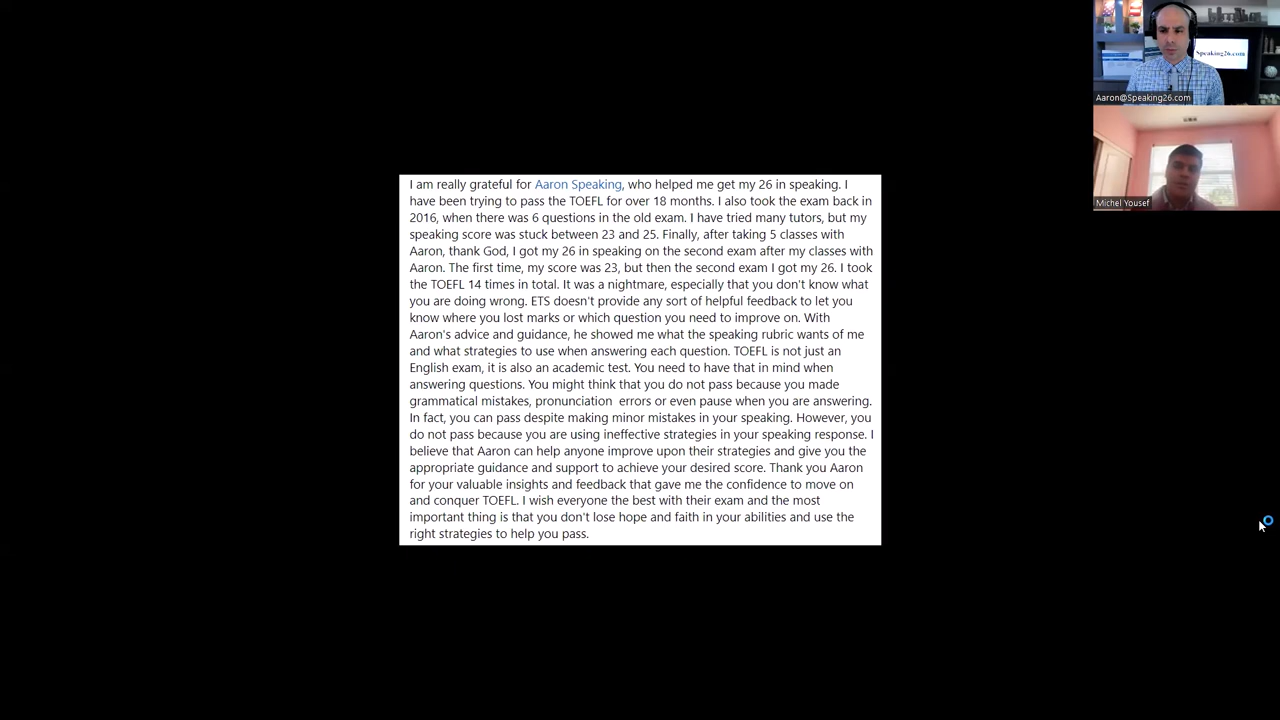 I am really grateful for Aaron Speaking, who helped me get my 26 in speaking. I
have been trying to pass the TOEFL for over 18 months. I also took the exam back in
2016, when there was 6 questions in the old exam. I have tried many tutors, but my
speaking score was stuck between 23 and 25. Finally, after taking 5 classes with
Aaron, thank God, I got my 26 in speaking on the second exam after my classes with
Aaron. The first time, my score was 23, but then the second exam I got my 26. I took
the TOEFL 14 times in total. It was a nightmare, especially that you don't know what
you are doing wrong. ETS doesn't provide any sort of helpful feedback to let you
know where you lost marks or which question you need to improve on. With
Aaron's advice and guidance, he showed me what the speaking rubric wants of me
and what strategies to use when answering each question. TOEFL is not just an
English exam, it is also an academic test. You need to have that in mind when
answering questions. You might think that you do not pass because you made
grammatical mistakes, pronunciation  errors or even pause when you are answering.
In fact, you can pass despite making minor mistakes in your speaking. However, you
do not pass because you are using ineffective strategies in your speaking response. I
believe that Aaron can help anyone improve upon their strategies and give you the
appropriate guidance and support to achieve your desired score. Thank you Aaron
for your valuable insights and feedback that gave me the confidence to move on
and conquer TOEFL. I wish everyone the best with their exam and the most
important thing is that you don't lose hope and faith in your abilities and use the
right strategies to help you pass.
Speaking26.com
Aaron@Speaking26.com
Michel Yousef